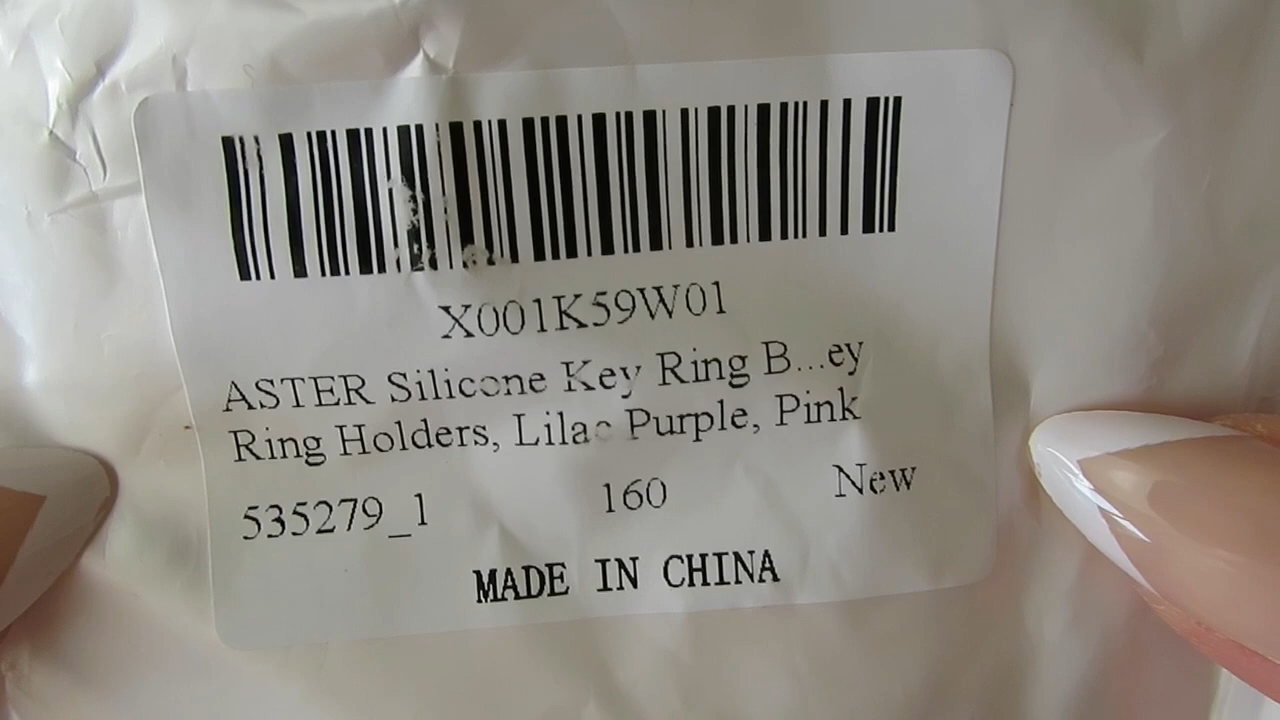 X001K59W01
ASTER Silicone Key Ring B...ey
Ring Holders, Lilac Purple, Pink
535279_1 160 New
MADE IN CHINA